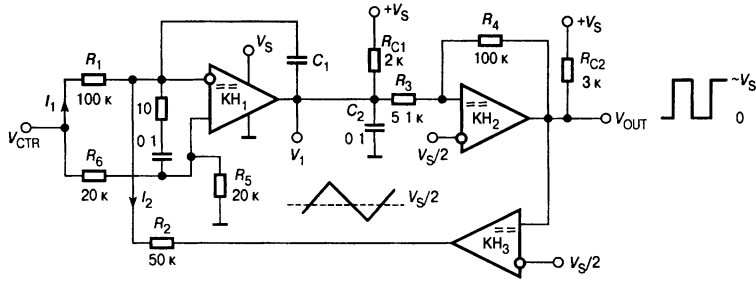 +V_S
+V_S
R_C1
2 к
R_4
100 к
R_C2
3 к
V_S
C_1
R_1
100 к
I_1
10
0 1
KH_1
==
R_3
5 1 к
C_2
0 1
KH_2
==
V_S/2
V_OUT
~V_S
0
V_CTR
R_6
20 к
V_1
R_5
20 к
I_2
V_S/2
R_2
50 к
KH_3
==
V_S/2